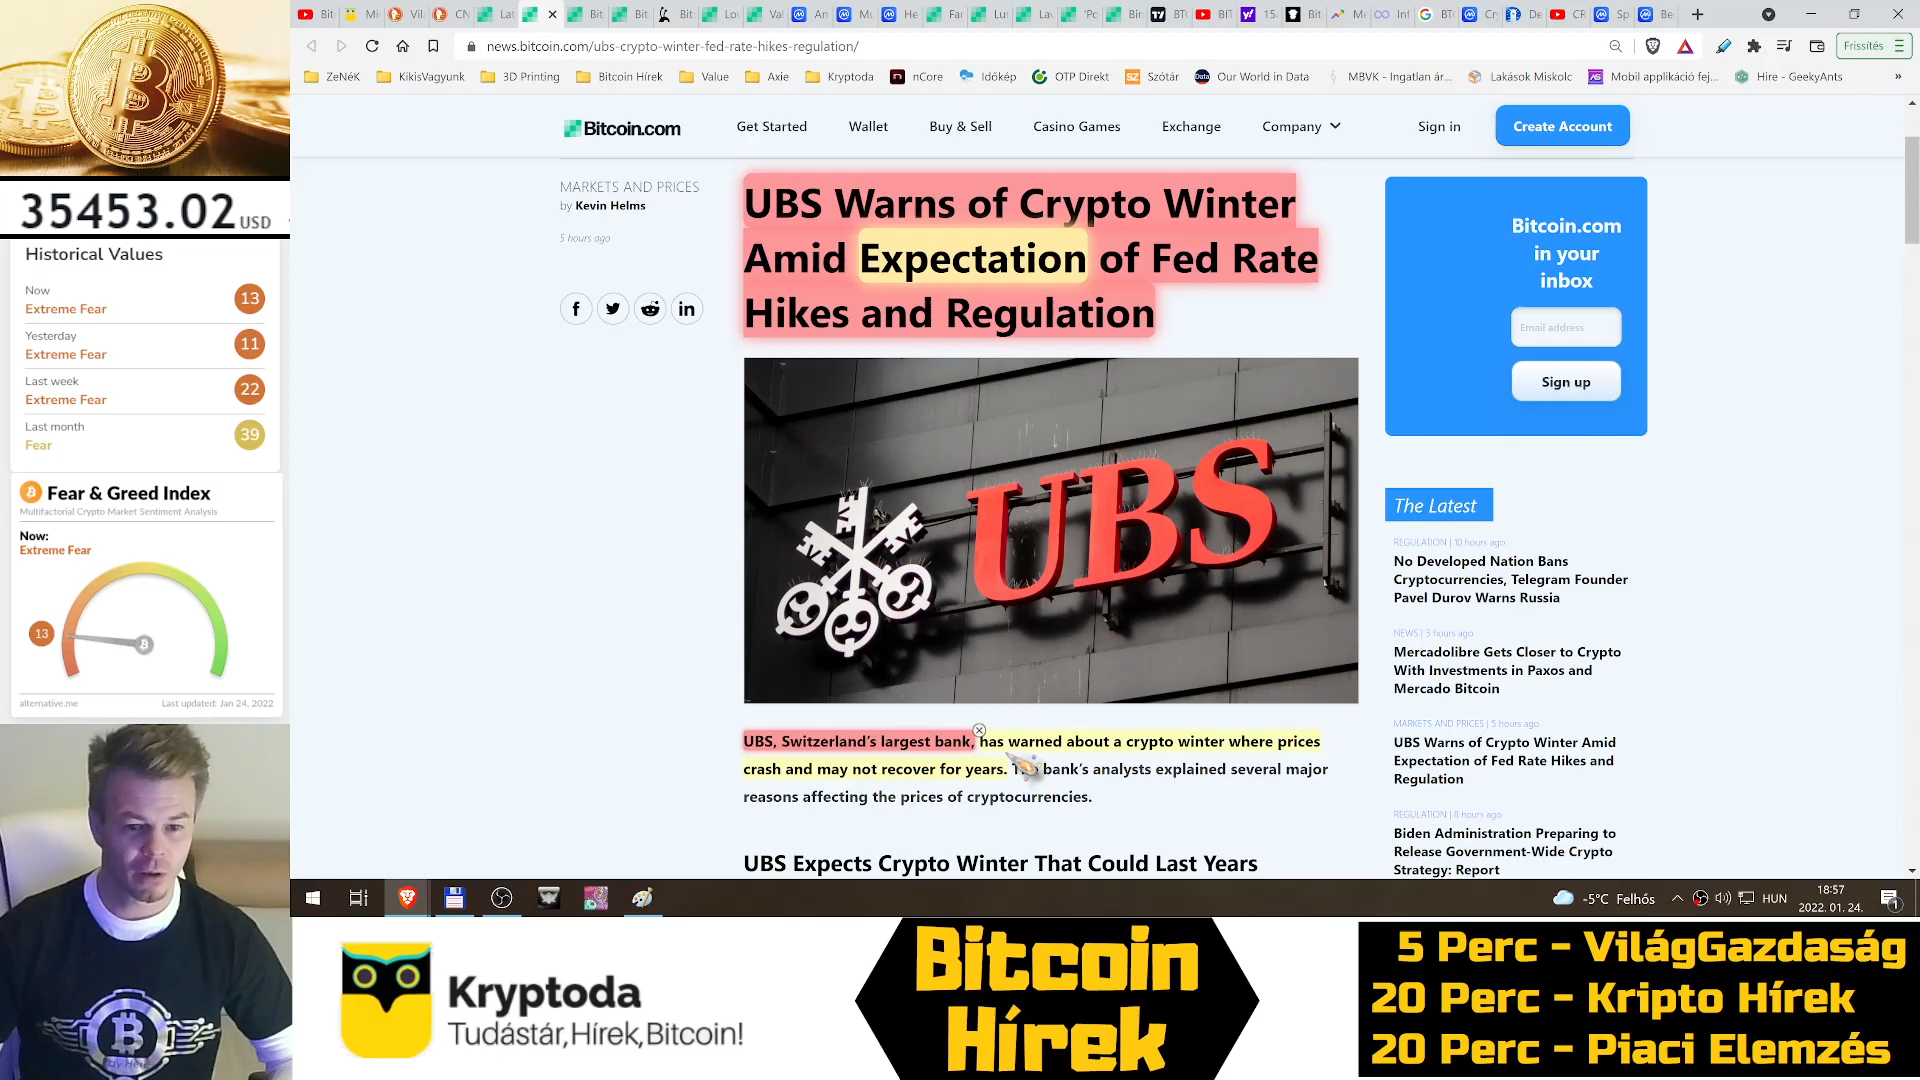 35453.02 USD
Historical Values
Now
Extreme Fear
13
Yesterday
Extreme Fear
11
Last week
Extreme Fear
22
Last month
Fear
39
Fear & Greed Index
Multifactorial Crypto Market Sentiment Analysis
Now:
Extreme Fear
13
alternative.me
Last updated: Jan 24, 2022
news.bitcoin.com/ubs-crypto-winter-fed-rate-hikes-regulation/
Frissítés
ZeNéK
KikisVagyunk
3D Printing
Bitcoin Hírek
Value
Axie
Kryptoda
nCore
Időkép
OTP Direkt
Szótár
Our World in Data
MBVK - Ingatlan ár...
Lakások Miskolc
Mobil applikáció fej...
Hire - GeekyAnts
Bitcoin.com
Get Started
Wallet
Buy & Sell
Casino Games
Exchange
Company
Sign in
Create Account
MARKETS AND PRICES
by Kevin Helms
5 hours ago
UBS Warns of Crypto Winter
Amid Expectation of Fed Rate
Hikes and Regulation
UBS
UBS, Switzerland's largest bank, has warned about a crypto winter where prices
crash and may not recover for years. bank's analysts explained several major
reasons affecting the prices of cryptocurrencies.
UBS Expects Crypto Winter That Could Last Years
Bitcoin.com
in your
inbox
Email address
Sign up
The Latest
REGULATION | 10 hours ago
No Developed Nation Bans
Cryptocurrencies, Telegram Founder
Pavel Durov Warns Russia
NEWS | 3 hours ago
Mercadolibre Gets Closer to Crypto
With Investments in Paxos and
Mercado Bitcoin
MARKETS AND PRICES | 5 hours ago
UBS Warns of Crypto Winter Amid
Expectation of Fed Rate Hikes and
Regulation
REGULATION | 8 hours ago
Biden Administration Preparing to
Release Government-Wide Crypto
Strategy: Report
-5°C Felhős
HUN
18:57
2022. 01. 24.
Kryptoda
Tudástár,Hírek,Bitcoin!
Bitcoin
Hírek
5 Perc - VilágGazdaság
20 Perc - Kripto Hírek
20 Perc - Piaci Elemzés